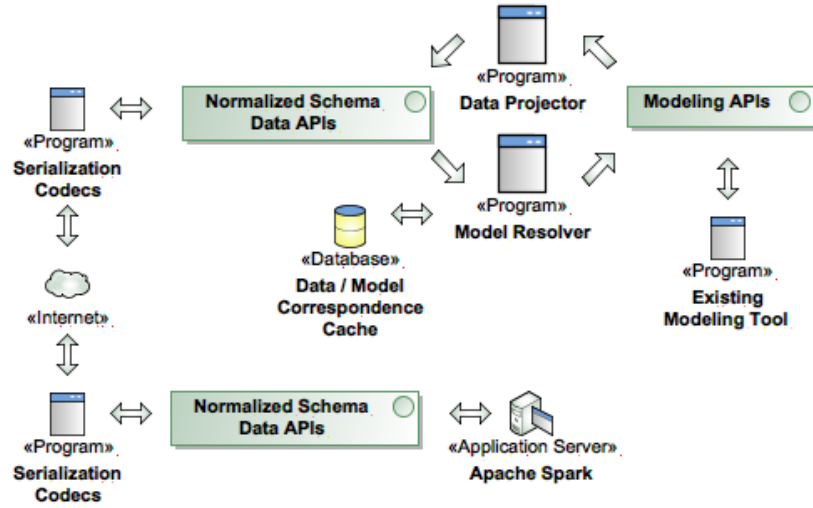 «Program»
Data Projector
Normalized Schema
Data APIs
Modeling APIs
«Program»
Serialization
Codecs
«Program»
Model Resolver
«Database»
Data / Model
Correspondence
Cache
«Program»
Existing
Modeling Tool
«Internet»
«Program»
Serialization
Codecs
Normalized Schema
Data APIs
«Application Server»
Apache Spark